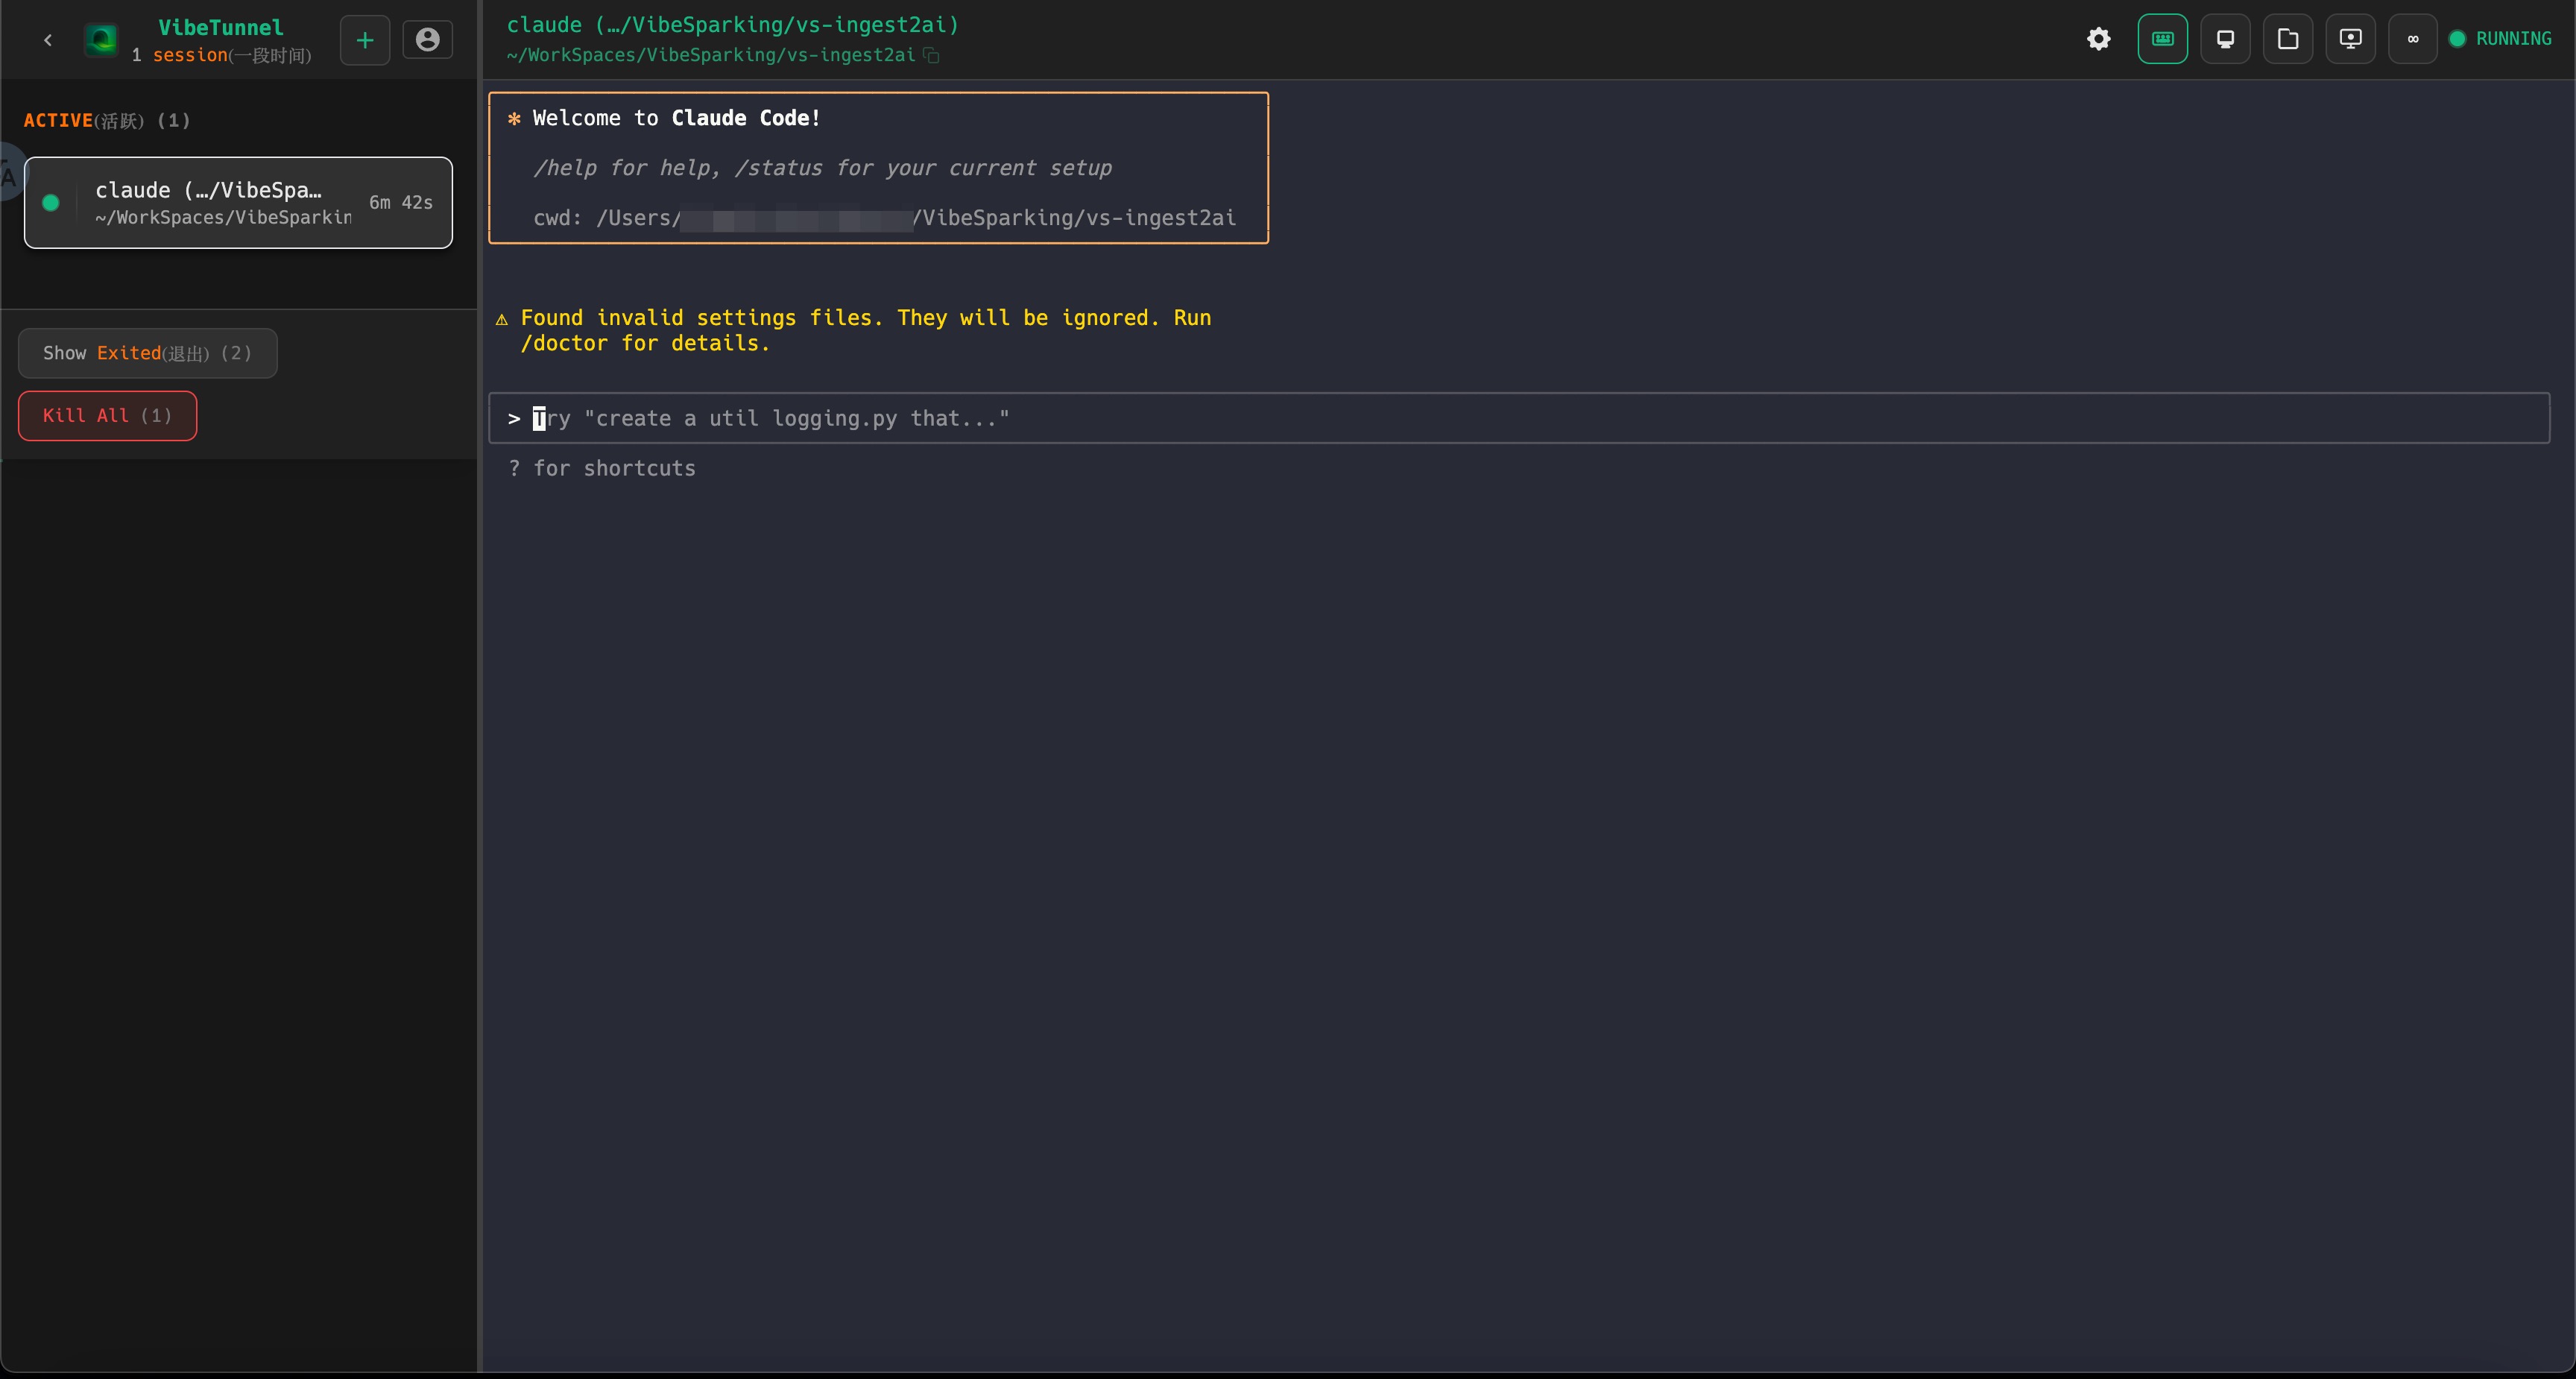 VibeTunnel
1 session(一段时间)
ACTIVE(活跃) (1)
claude (…/VibeSpa…
~/WorkSpaces/VibeSparkin
6m 42s
Show Exited(退出) (2)
Kill All (1)
claude (…/VibeSparking/vs-ingest2ai)
~/WorkSpaces/VibeSparking/vs-ingest2ai
∞
RUNNING
✻ Welcome to Claude Code!
/help for help, /status for your current setup
cwd: /Users/ /VibeSparking/vs-ingest2ai
⚠ Found invalid settings files. They will be ignored. Run
/doctor for details.
> Try "create a util logging.py that..."
? for shortcuts